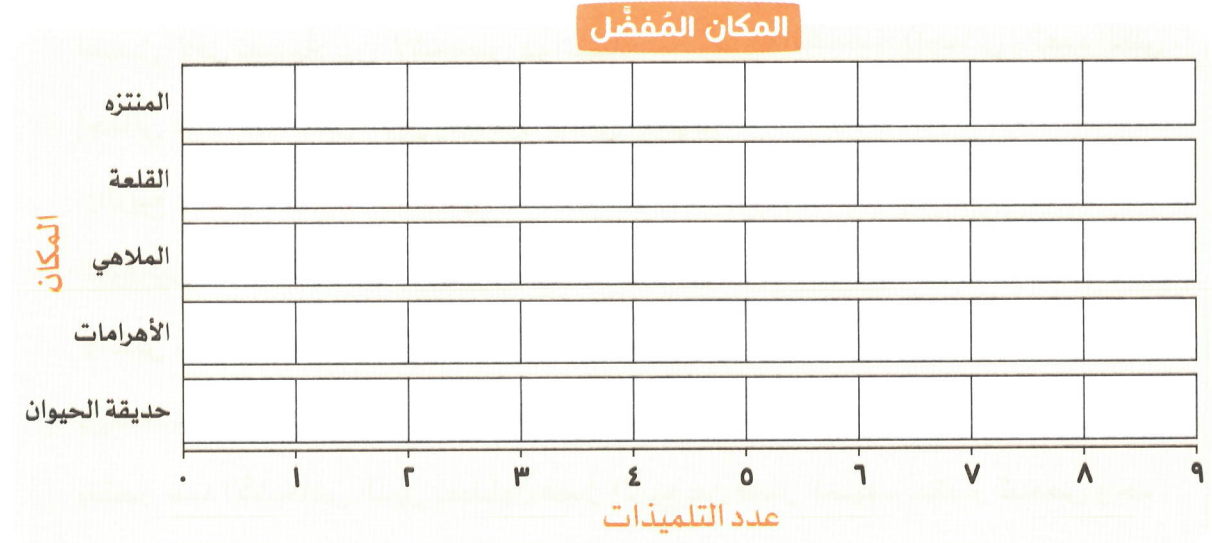 المكان المُفضَّل
المنتزه
القلعة
الملاهي
الأهرامات
حديقة الحيوان
المكان
٠ ١ ٢ ٣ ٤ ٥ ٦ ٧ ٨ ٩
عدد التلميذات